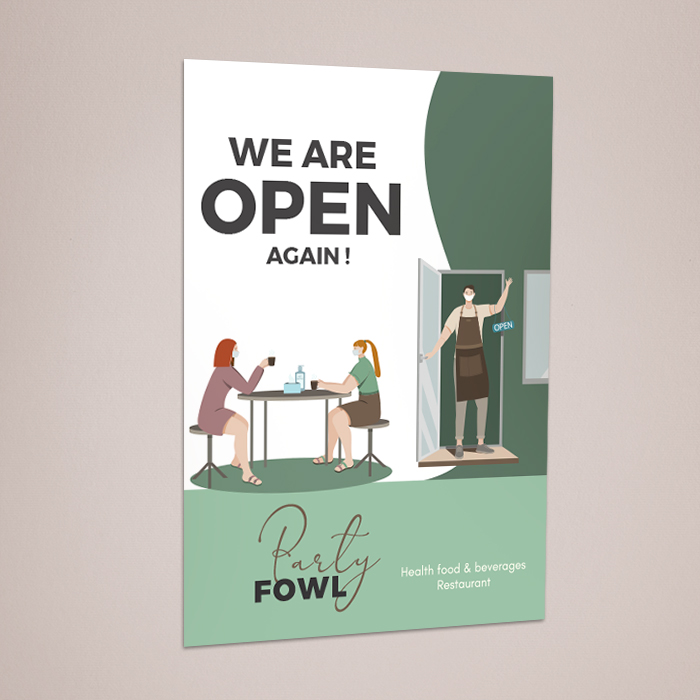 WE ARE
OPEN
AGAIN !
OPEN
Party
FOWL
Health food & beverages
Restaurant